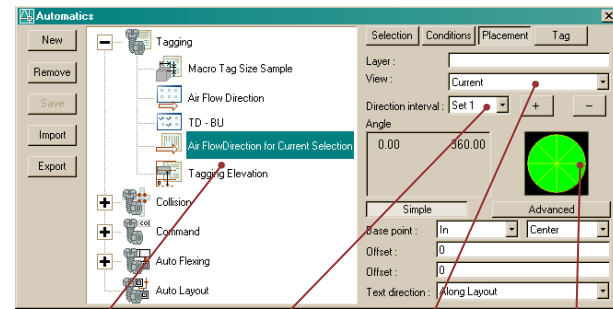 Automatics
New
Remove
Save
Import
Export
Tagging
Macro Tag Size Sample
Air Flow Direction
TD - BU
Air FlowDirection for Current Selection
Tagging Elevation
Collision
Command
Auto Flexing
Auto Layout
Selection Conditions Placement Tag
Layer :
View : Current
Direction interval : Set 1 + -
Angle
0.00 360.00
Simple Advanced
Base point : In Center
Offset : 0
Offset : 0
Text direction : Along Layout